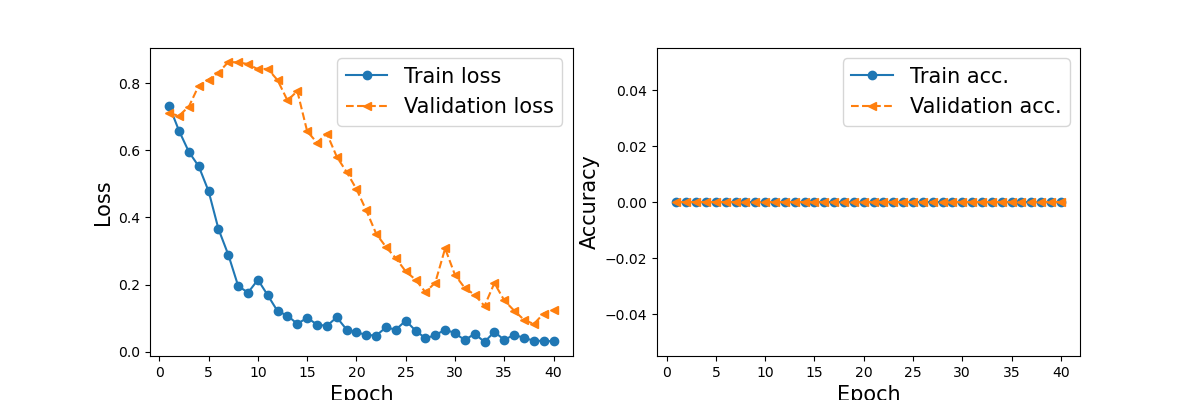 Loss
0.8
0.6
0.4
0.2
0.0
Train loss
Validation loss
0 5 10 15 20 25 30 35 40
Epoch
Accuracy
0.04
0.02
0.00
−0.02
−0.04
Train acc.
Validation acc.
0 5 10 15 20 25 30 35 40
Epoch